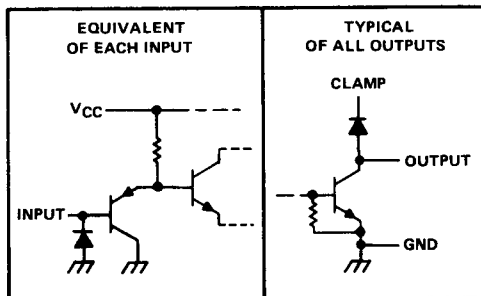 EQUIVALENT
OF EACH INPUT
VCC
INPUT
TYPICAL
OF ALL OUTPUTS
CLAMP
OUTPUT
GND